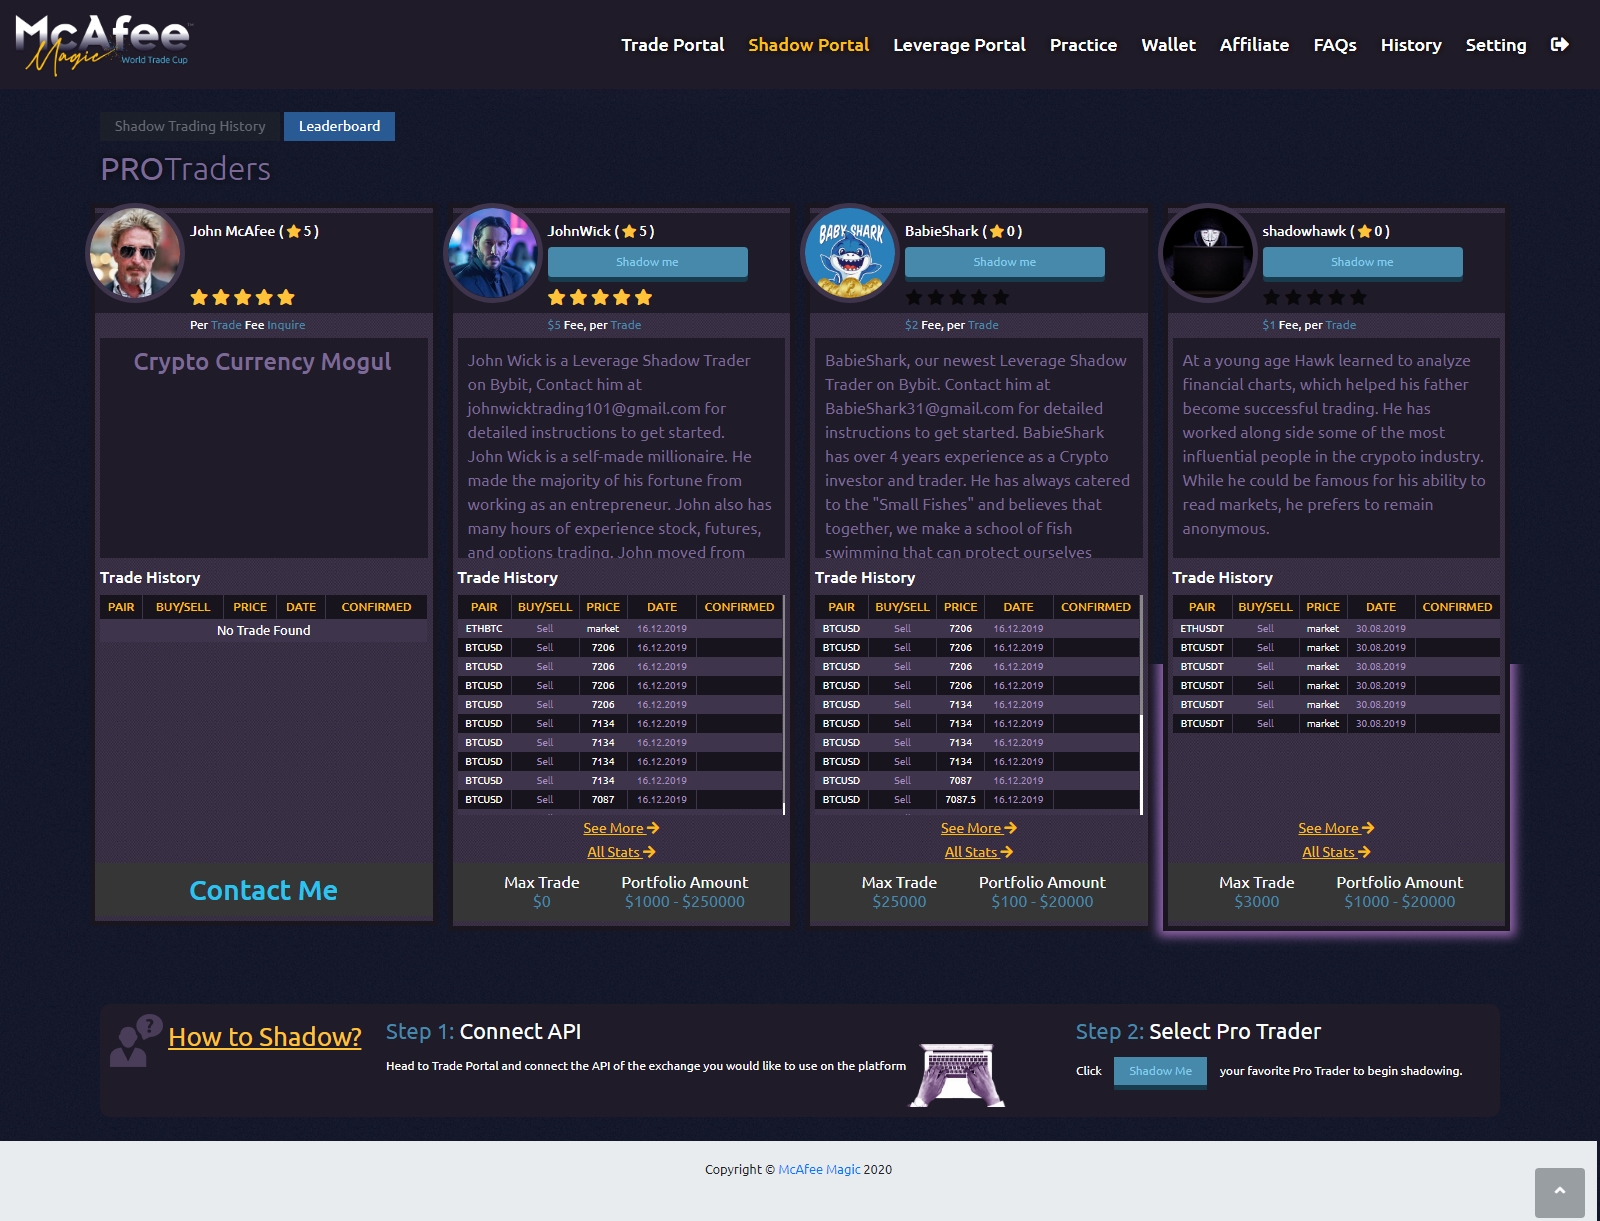 McAfee
Magic World Trade Cup
Trade Portal Shadow Portal Leverage Portal Practice Wallet Affiliate FAQs History Setting
Shadow Trading History Leaderboard
PROTraders
John McAfee ( 5 )
Per Trade Fee Inquire
Crypto Currency Mogul
Trade History
PAIR BUY/SELL PRICE DATE CONFIRMED
No Trade Found
Contact Me
JohnWick ( 5 )
Shadow me
$5 Fee, per Trade
John Wick is a Leverage Shadow Trader
on Bybit, Contact him at
johnwicktrading101@gmail.com for
detailed instructions to get started.
John Wick is a self-made millionaire. He
made the majority of his fortune from
working as an entrepreneur. John also has
many hours of experience stock, futures,
and options trading. John moved from
Trade History
PAIR BUY/SELL PRICE DATE CONFIRMED
ETHBTC Sell market 16.12.2019
BTCUSD Sell 7206 16.12.2019
BTCUSD Sell 7206 16.12.2019
BTCUSD Sell 7206 16.12.2019
BTCUSD Sell 7206 16.12.2019
BTCUSD Sell 7134 16.12.2019
BTCUSD Sell 7134 16.12.2019
BTCUSD Sell 7134 16.12.2019
BTCUSD Sell 7134 16.12.2019
BTCUSD Sell 7087 16.12.2019
See More
All Stats
Max Trade Portfolio Amount
$0 $1000 - $250000
BABY SHARK
BabieShark ( 0 )
Shadow me
$2 Fee, per Trade
BabieShark, our newest Leverage Shadow
Trader on Bybit. Contact him at
BabieShark31@gmail.com for detailed
instructions to get started. BabieShark
has over 4 years experience as a Crypto
investor and trader. He has always catered
to the "Small Fishes" and believes that
together, we make a school of fish
swimming that can protect ourselves
Trade History
PAIR BUY/SELL PRICE DATE CONFIRMED
BTCUSD Sell 7206 16.12.2019
BTCUSD Sell 7206 16.12.2019
BTCUSD Sell 7206 16.12.2019
BTCUSD Sell 7206 16.12.2019
BTCUSD Sell 7134 16.12.2019
BTCUSD Sell 7134 16.12.2019
BTCUSD Sell 7134 16.12.2019
BTCUSD Sell 7134 16.12.2019
BTCUSD Sell 7087 16.12.2019
BTCUSD Sell 7087.5 16.12.2019
See More
All Stats
Max Trade Portfolio Amount
$25000 $100 - $20000
shadowhawk ( 0 )
Shadow me
$1 Fee, per Trade
At a young age Hawk learned to analyze
financial charts, which helped his father
become successful trading. He has
worked along side some of the most
influential people in the crypoto industry.
While he could be famous for his ability to
read markets, he prefers to remain
anonymous.
Trade History
PAIR BUY/SELL PRICE DATE CONFIRMED
ETHUSDT Sell market 30.08.2019
BTCUSDT Sell market 30.08.2019
BTCUSDT Sell market 30.08.2019
BTCUSDT Sell market 30.08.2019
BTCUSDT Sell market 30.08.2019
BTCUSDT Sell market 30.08.2019
See More
All Stats
Max Trade Portfolio Amount
$3000 $1000 - $20000
How to Shadow?
Step 1: Connect API
Head to Trade Portal and connect the API of the exchange you would like to use on the platform
Step 2: Select Pro Trader
Click Shadow Me your favorite Pro Trader to begin shadowing.
Copyright © McAfee Magic 2020